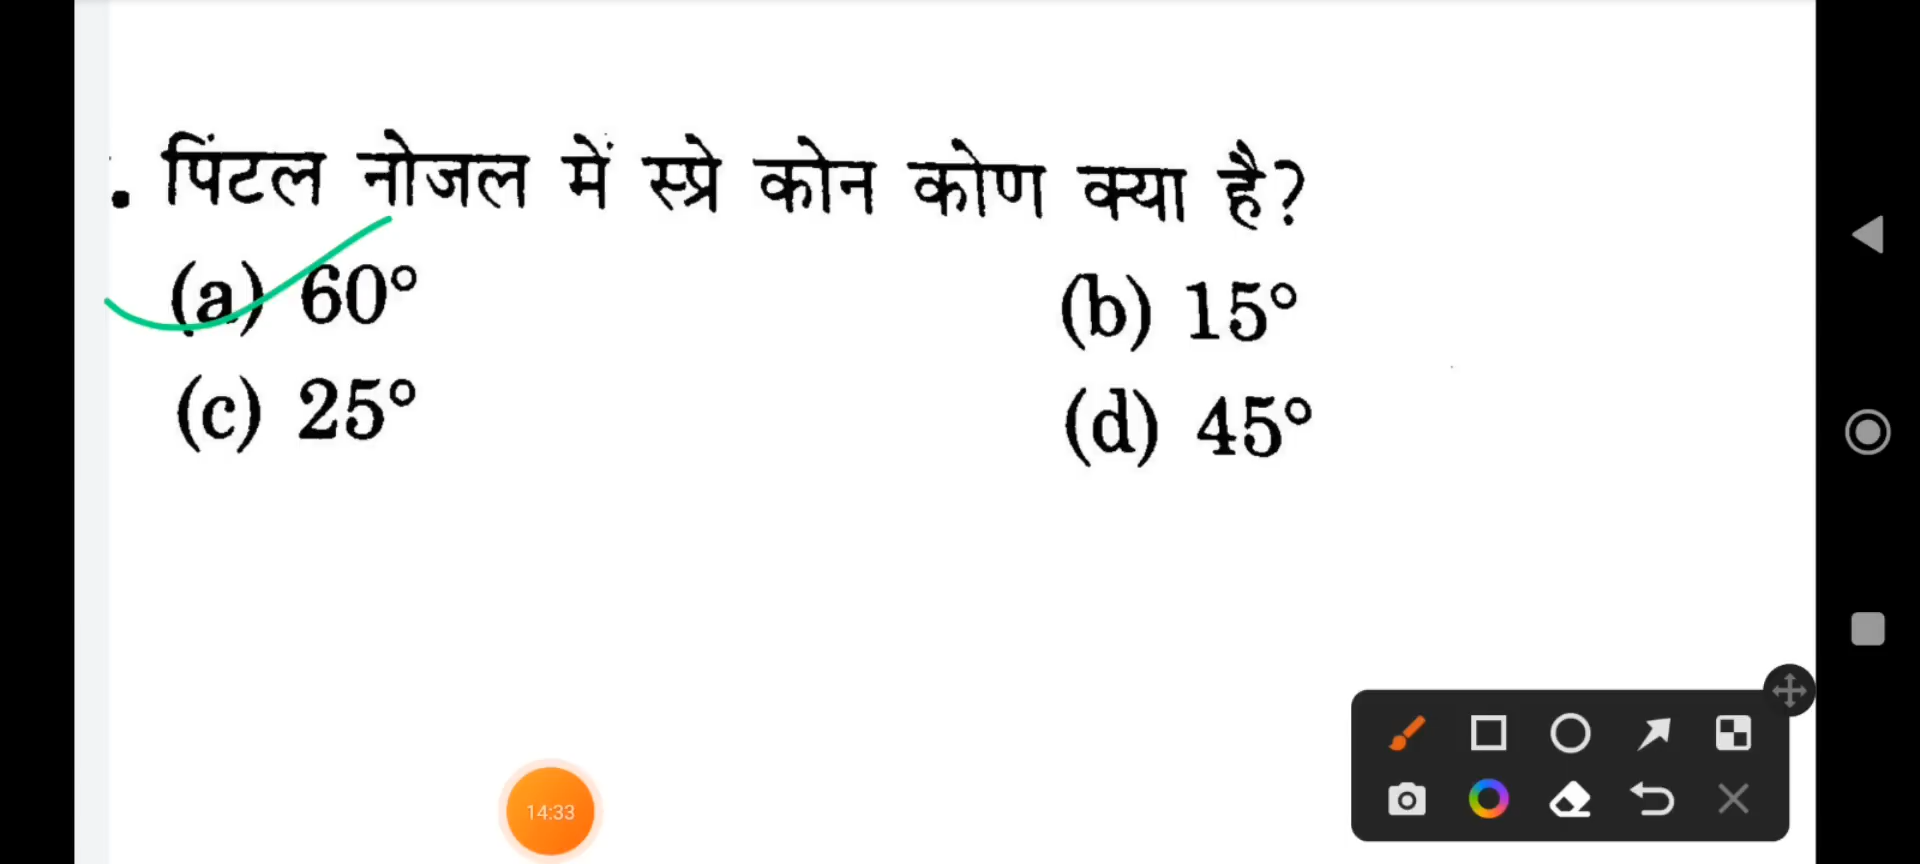 . पिंटल नोजल में स्प्रे कोन कोण क्या है?
(a) 60° (b) 15°
(c) 25° (d) 45°
14:33